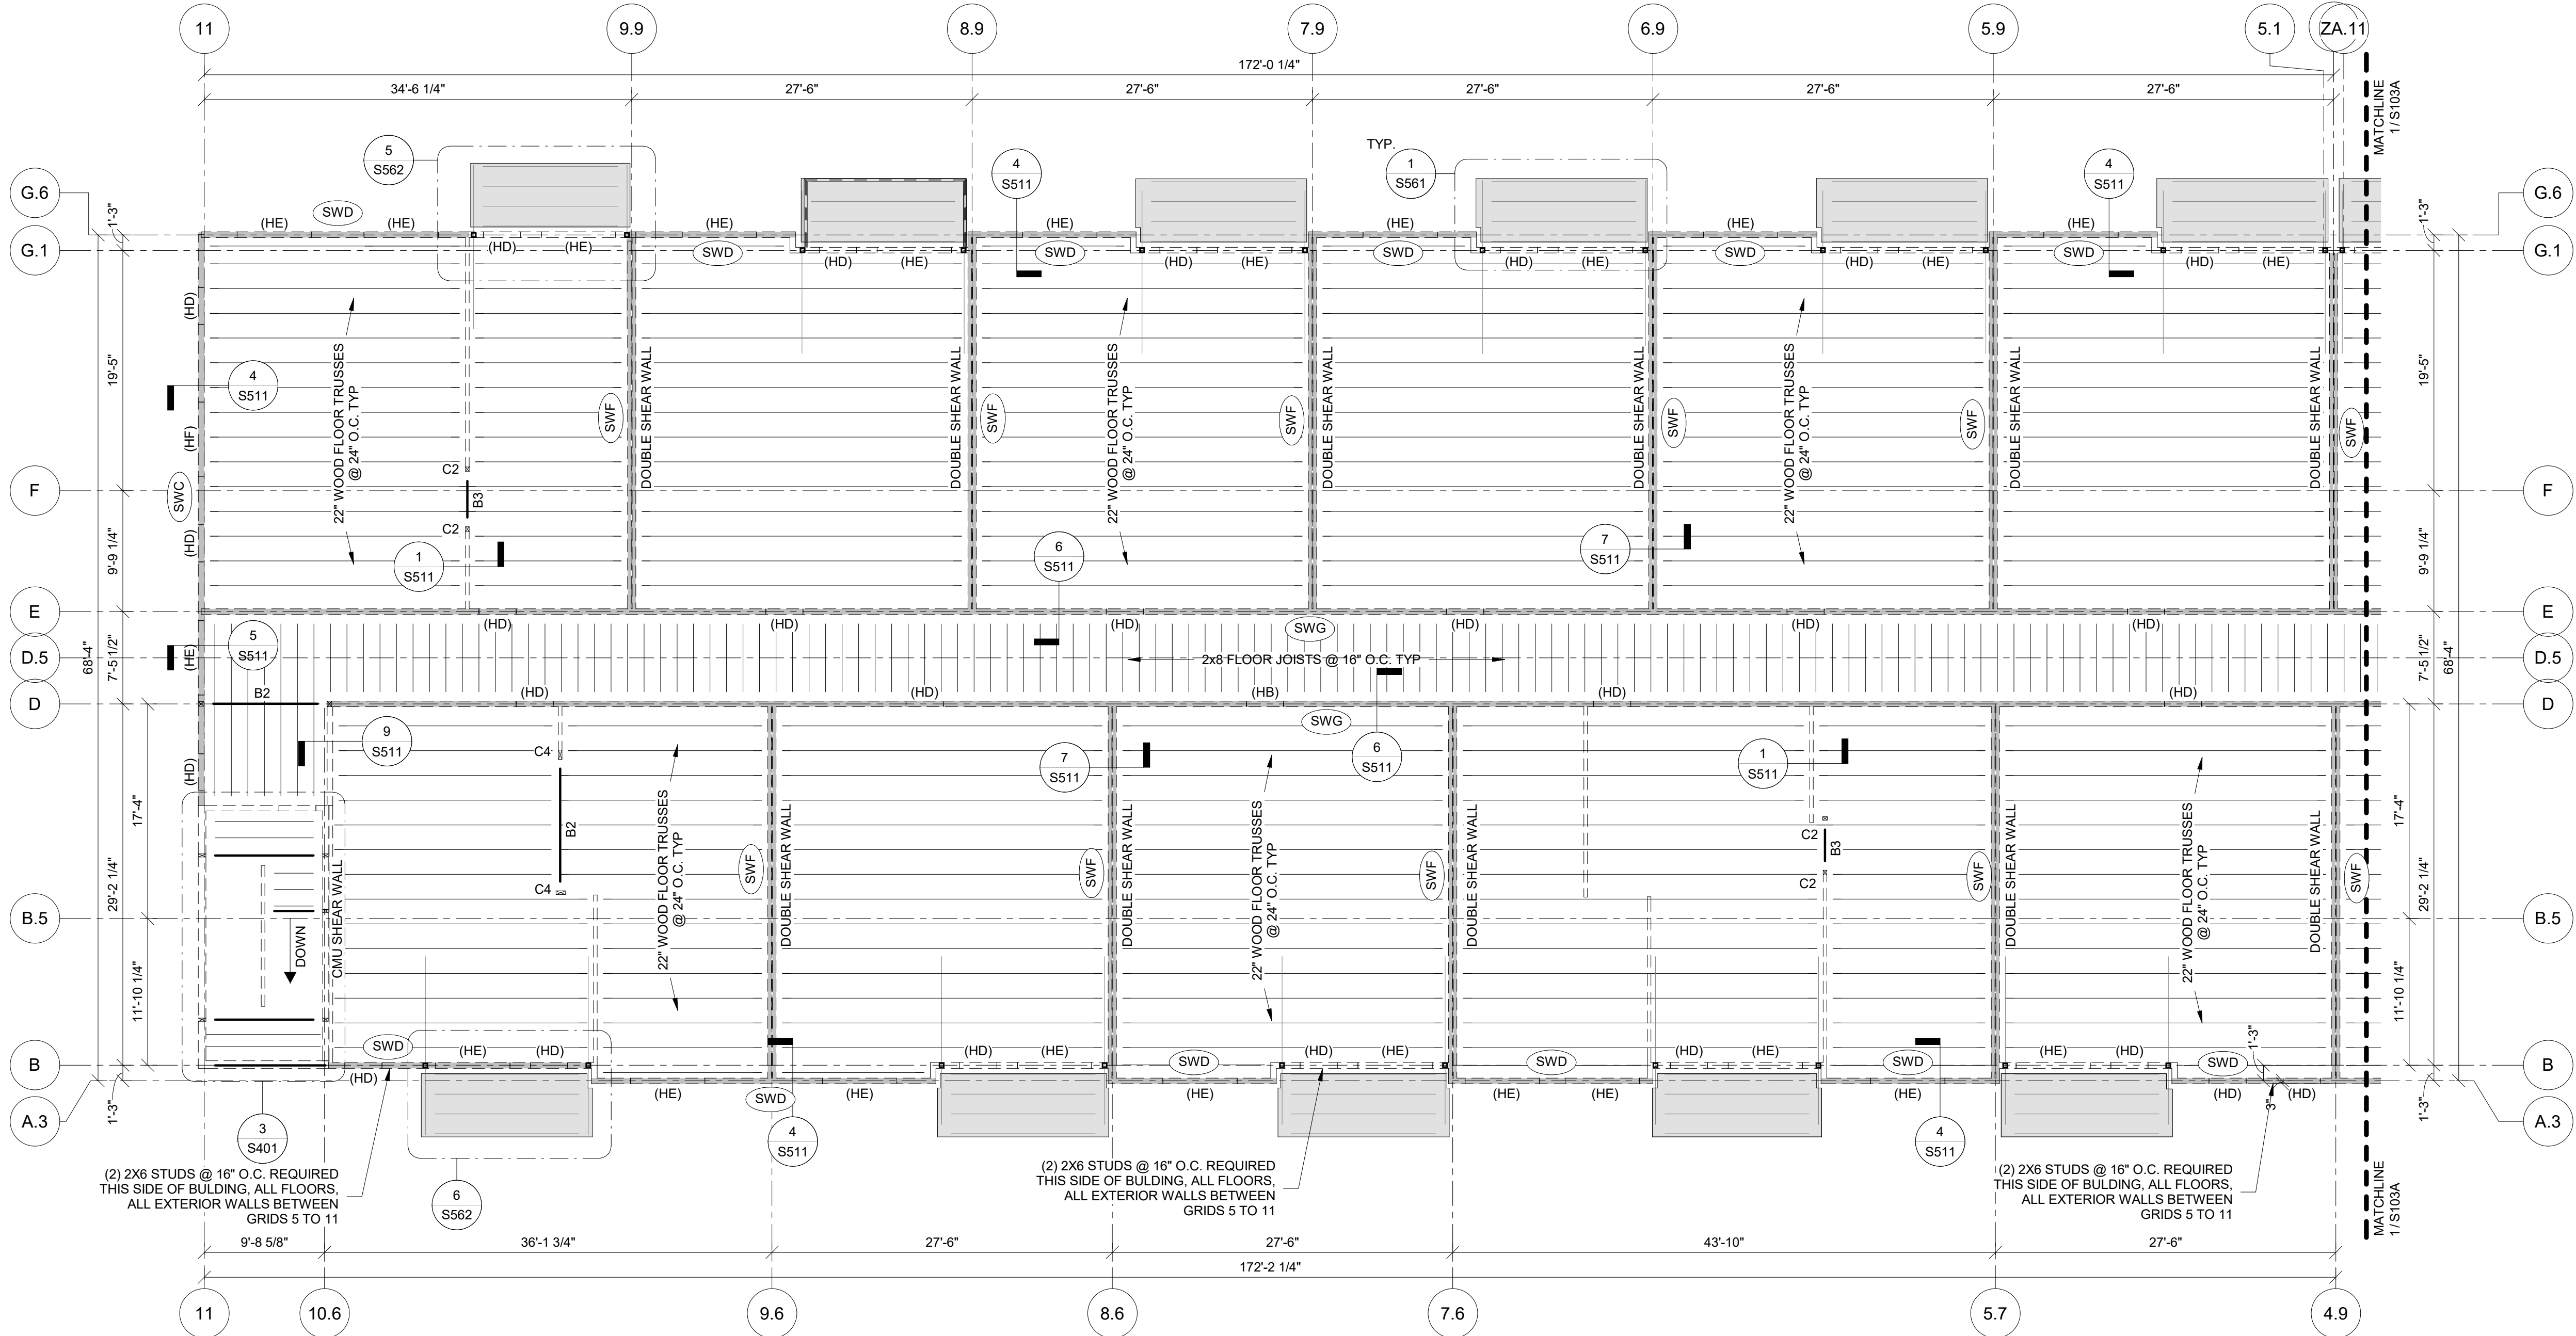 11
9.9
8.9
7.9
6.9
5.9
5.1
ZA.11
172'-0 1/4"
34'-6 1/4"
27'-6"
27'-6"
27'-6"
27'-6"
27'-6"
MATCHLINE
1 / S103A
5
S562
4
S511
TYP.
1
S561
4
S511
G.6
1'-3"
SWD
(HE)
(HE)
(HE)
(HE)
(HE)
(HE)
(HE)
1'-3"
G.6
G.1
(HD)
(HE)
SWD
(HD)
(HE)
SWD
(HD)
(HE)
SWD
(HD)
(HE)
SWD
(HD)
(HE)
SWD
(HD)
(HE)
G.1
(HD)
19'-5"
4
S511
22" WOOD FLOOR TRUSSES
@ 24" O.C. TYP
SWF
DOUBLE SHEAR WALL
DOUBLE SHEAR WALL
SWF
22" WOOD FLOOR TRUSSES
@ 24" O.C. TYP
SWF
DOUBLE SHEAR WALL
DOUBLE SHEAR WALL
SWF
22" WOOD FLOOR TRUSSES
@ 24" O.C. TYP
SWF
DOUBLE SHEAR WALL
DOUBLE SHEAR WALL
SWF
19'-5"
(HF)
C2
F
SWC
B3
F
C2
(HD)
9'-9 1/4"
1
S511
6
S511
7
S511
9'-9 1/4"
E
(HD)
(HD)
(HD)
SWG
(HD)
(HD)
(HD)
E
68'-4"
7'-5 1/2"
5
S511
(HE)
D.5
2x8 FLOOR JOISTS @ 16" O.C. TYP
7'-5 1/2"
68'-4"
D.5
B2
(HD)
(HD)
(HB)
(HD)
(HD)
D
SWG
D
9
S511
C4
7
S511
6
S511
1
S511
(HD)
17'-4"
29'-2 1/4"
CMU SHEAR WALL
B2
C4
22" WOOD FLOOR TRUSSES
@ 24" O.C. TYP
SWF
DOUBLE SHEAR WALL
SWF
DOUBLE SHEAR WALL
22" WOOD FLOOR TRUSSES
@ 24" O.C. TYP
SWF
DOUBLE SHEAR WALL
C2
B3
C2
SWF
DOUBLE SHEAR WALL
22" WOOD FLOOR TRUSSES
@ 24" O.C. TYP
DOUBLE SHEAR WALL
SWF
17'-4"
29'-2 1/4"
B.5
DOWN
B.5
11'-10 1/4"
11'-10 1/4"
SWD
(HE)
(HD)
(HD)
(HE)
SWD
(HD)
(HE)
SWD
(HD)
(HE)
SWD
(HE)
(HD)
SWD
1'-3"
B
B
(HD)
(HE)
SWD
(HE)
(HE)
(HE)
(HE)
(HE)
(HD)
3"
(HD)
1'-3"
1'-3"
A.3
A.3
3
S401
4
S511
4
S511
(2) 2X6 STUDS @ 16" O.C. REQUIRED
THIS SIDE OF BULDING, ALL FLOORS,
ALL EXTERIOR WALLS BETWEEN
GRIDS 5 TO 11
6
S562
(2) 2X6 STUDS @ 16" O.C. REQUIRED
THIS SIDE OF BULDING, ALL FLOORS,
ALL EXTERIOR WALLS BETWEEN
GRIDS 5 TO 11
(2) 2X6 STUDS @ 16" O.C. REQUIRED
THIS SIDE OF BULDING, ALL FLOORS,
ALL EXTERIOR WALLS BETWEEN
GRIDS 5 TO 11
MATCHLINE
1 / S103A
9'-8 5/8"
36'-1 3/4"
27'-6"
27'-6"
43'-10"
27'-6"
172'-2 1/4"
11
10.6
9.6
8.6
7.6
5.7
4.9